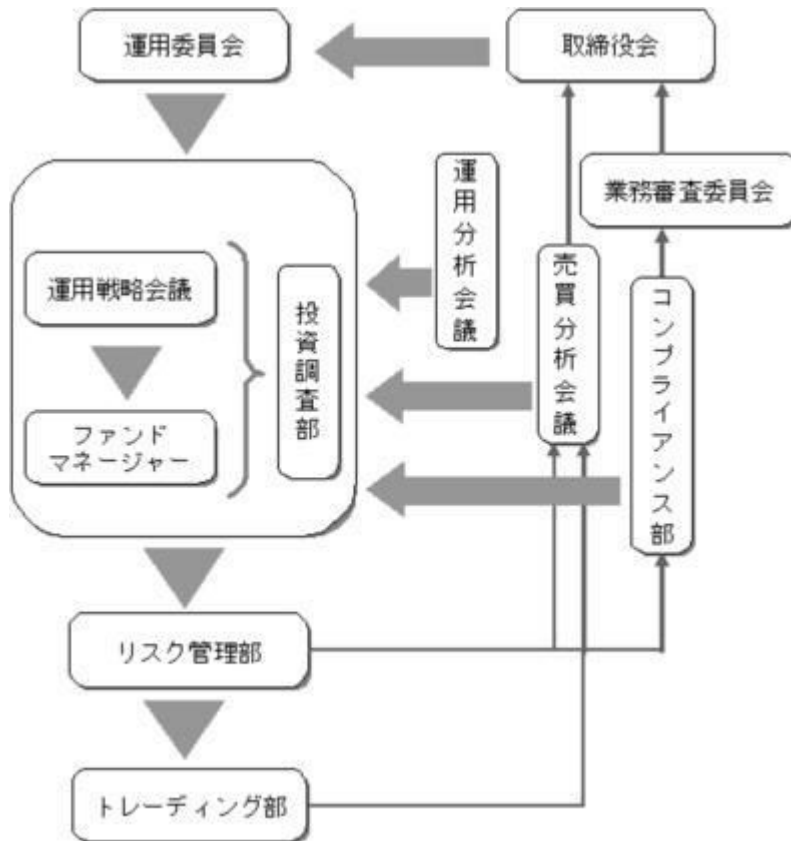 運用委員会
取締役会
業務審査委員会
運用分析会議
売買分析会議
コンプライアンス部
運用戦略会議
投資調査部
ファンド
マネージャー
リスク管理部
トレーディング部